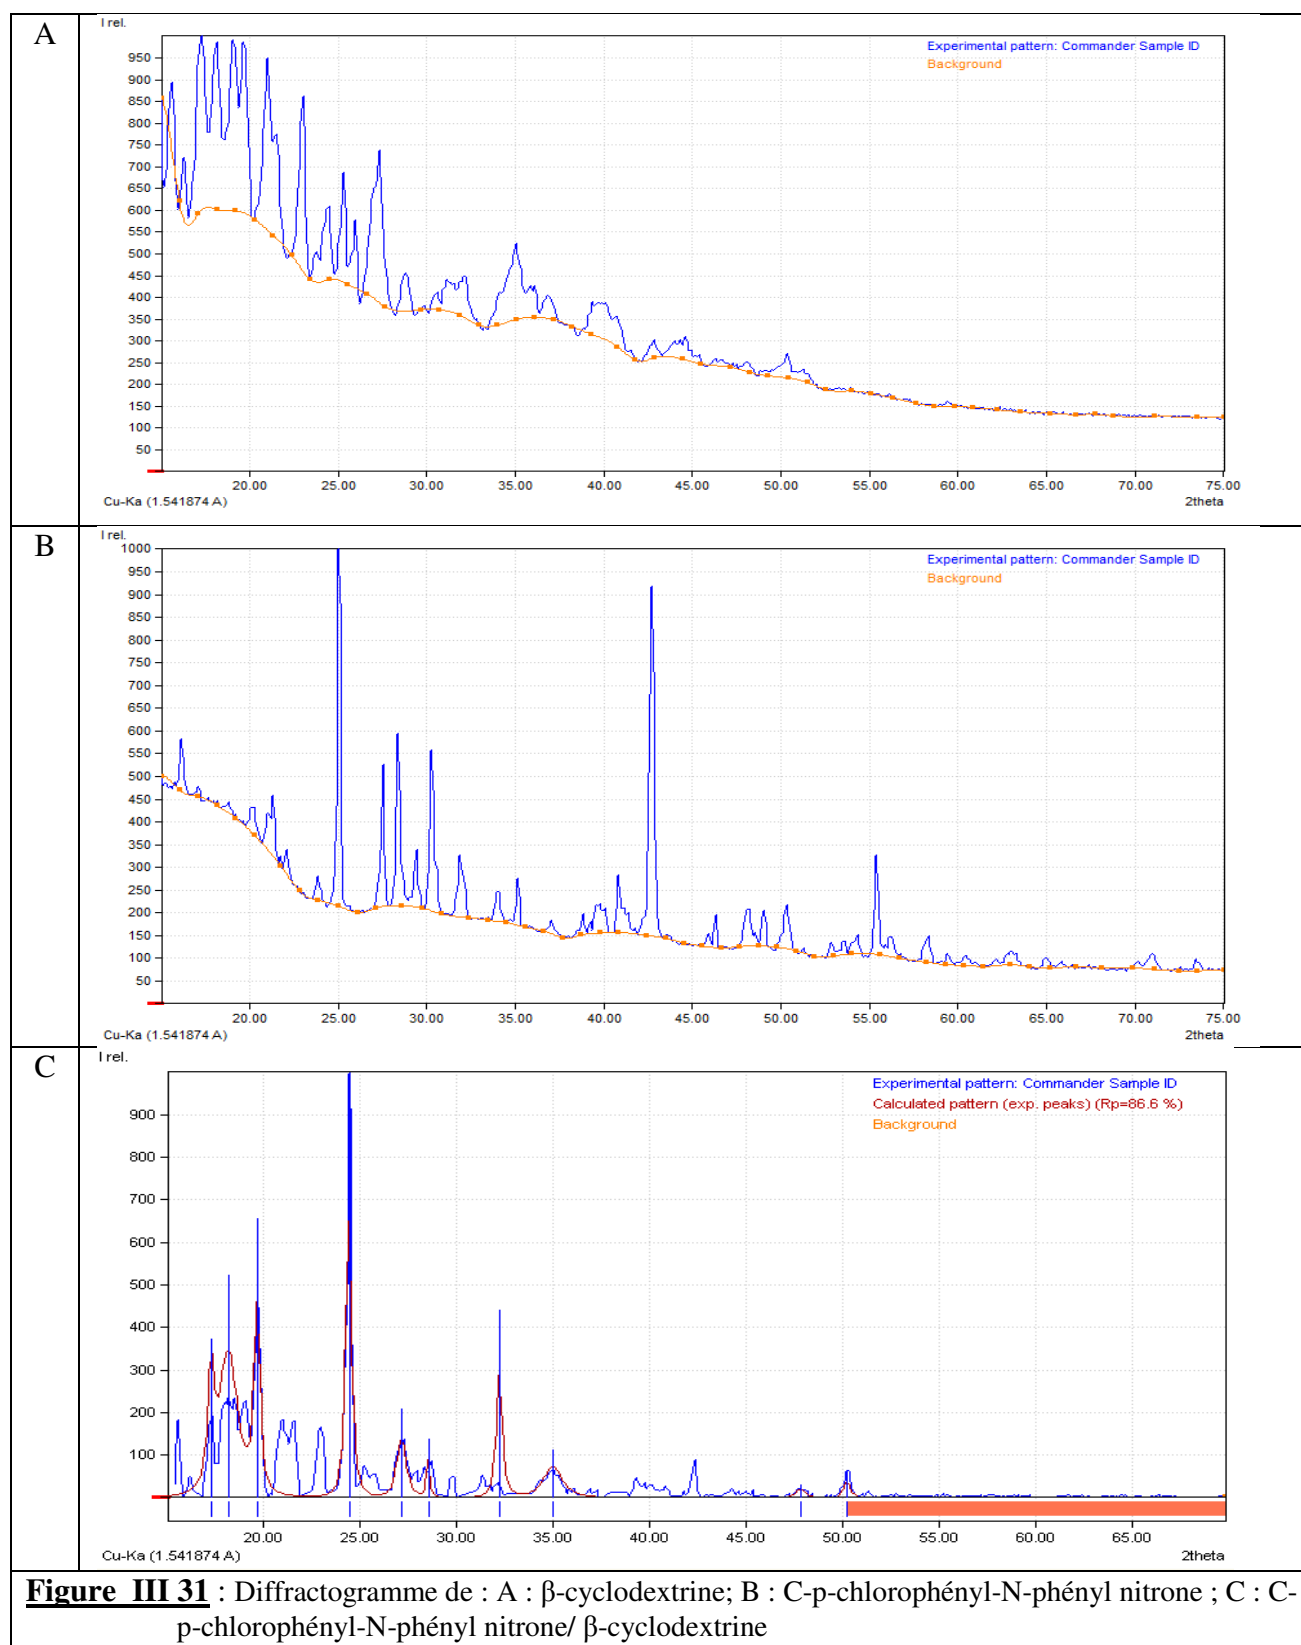 A
I rel.
Experimental pattern: Commander Sample ID
Background
950
900
850
800
750
700
650
600
550
500
450
400
350
300
250
200
150
100
50
20.00 25.00 30.00 35.00 40.00 45.00 50.00 55.00 60.00 65.00 70.00 75.00
Cu-Ka (1.541874 A) 2theta
B
I rel.
Experimental pattern: Commander Sample ID
Background
1000
950
900
850
800
750
700
650
600
550
500
450
400
350
300
250
200
150
100
50
20.00 25.00 30.00 35.00 40.00 45.00 50.00 55.00 60.00 65.00 70.00 75.00
Cu-Ka (1.541874 A) 2theta
C
I rel.
Experimental pattern: Commander Sample ID
Calculated pattern (exp. peaks) (Rp=86.6 %)
Background
900
800
700
600
500
400
300
200
100
20.00 25.00 30.00 35.00 40.00 45.00 50.00 55.00 60.00 65.00
Cu-Ka (1.541874 A) 2theta
Figure III 31 : Diffractogramme de : A : β-cyclodextrine; B : C-p-chlorophényl-N-phényl nitrone ; C : C-
p-chlorophényl-N-phényl nitrone/ β-cyclodextrine